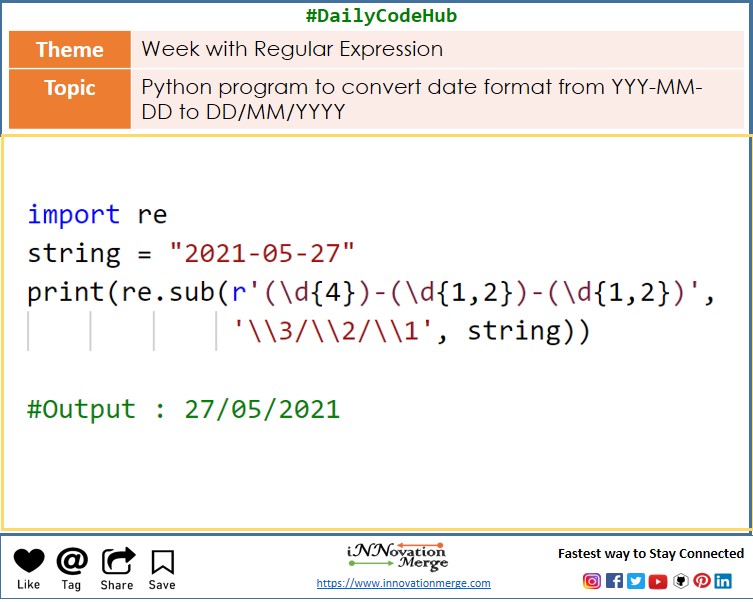 #DailyCodeHub
Theme
Week with Regular Expression
Topic
Python program to convert date format from YYY-MM-
DD to DD/MM/YYYY
import re
string = "2021-05-27"
print(re.sub(r'(\d{4})-(\d{1,2})-(\d{1,2})',
'\\3/\\2/\\1', string))
#Output : 27/05/2021
Like
Tag
Share
Save
iNNovation
Merge
https://www.innovationmerge.com
Fastest way to Stay Connected